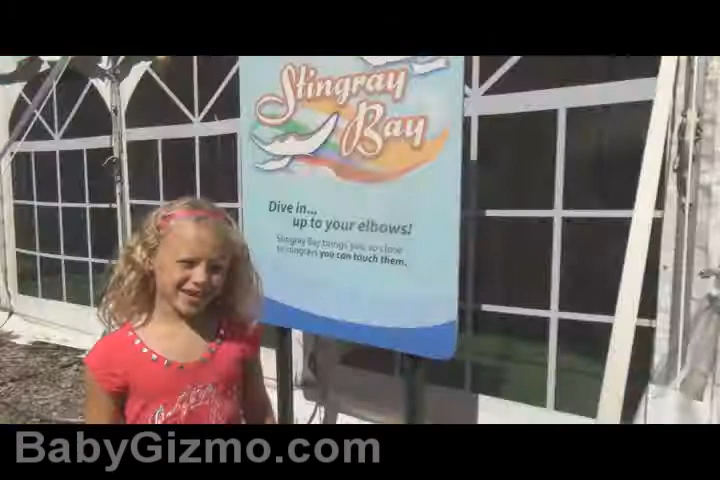 Stingray
Bay
Dive in...
up to your elbows!
Stingray Bay brings you so close
to stingrays you can touch them.
BabyGizmo.com